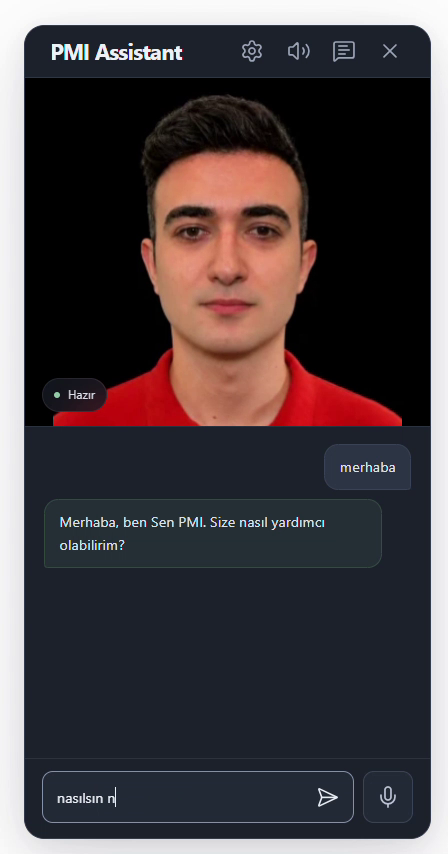 PMI Assistant
Hazır
merhaba
Merhaba, ben Sen PMI. Size nasıl yardımcı
olabilirim?
nasılsın n